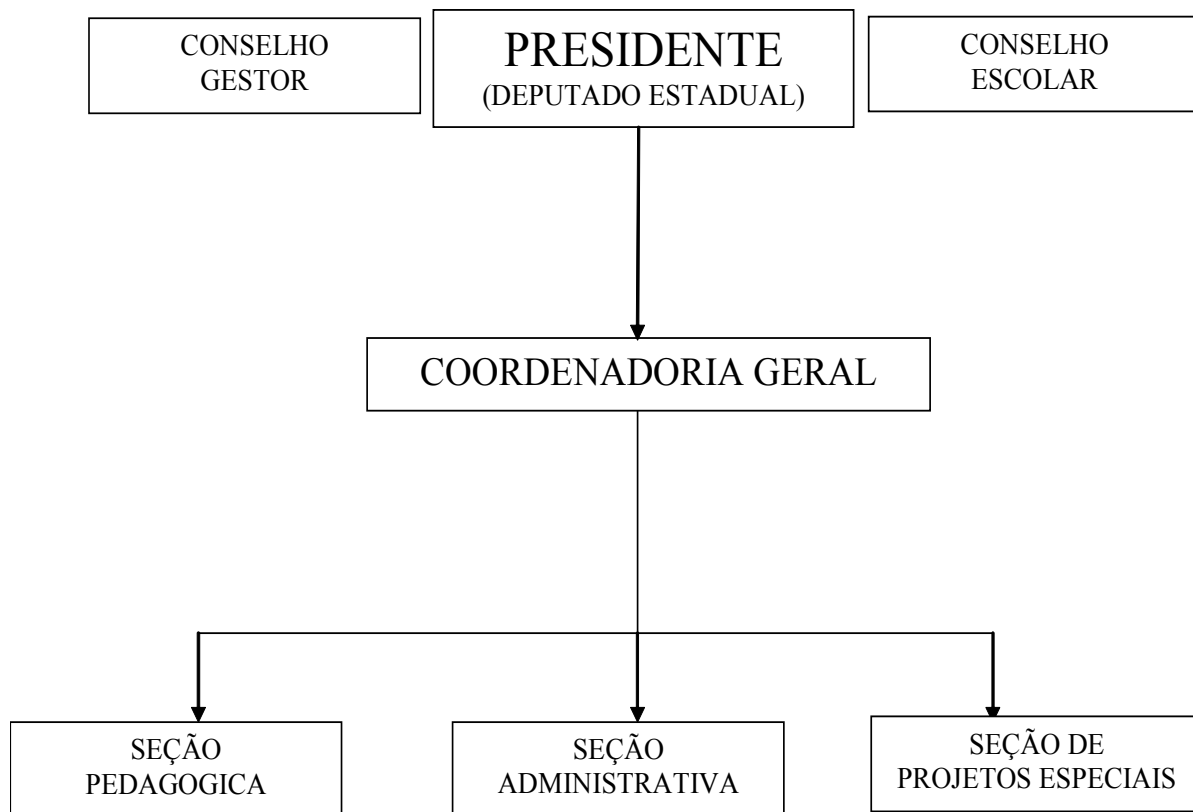 CONSELHO
GESTOR
PRESIDENTE
(DEPUTADO ESTADUAL)
CONSELHO
ESCOLAR
COORDENADORIA GERAL
SEÇÃO
PEDAGOGICA
SEÇÃO
ADMINISTRATIVA
SEÇÃO DE
PROJETOS ESPECIAIS